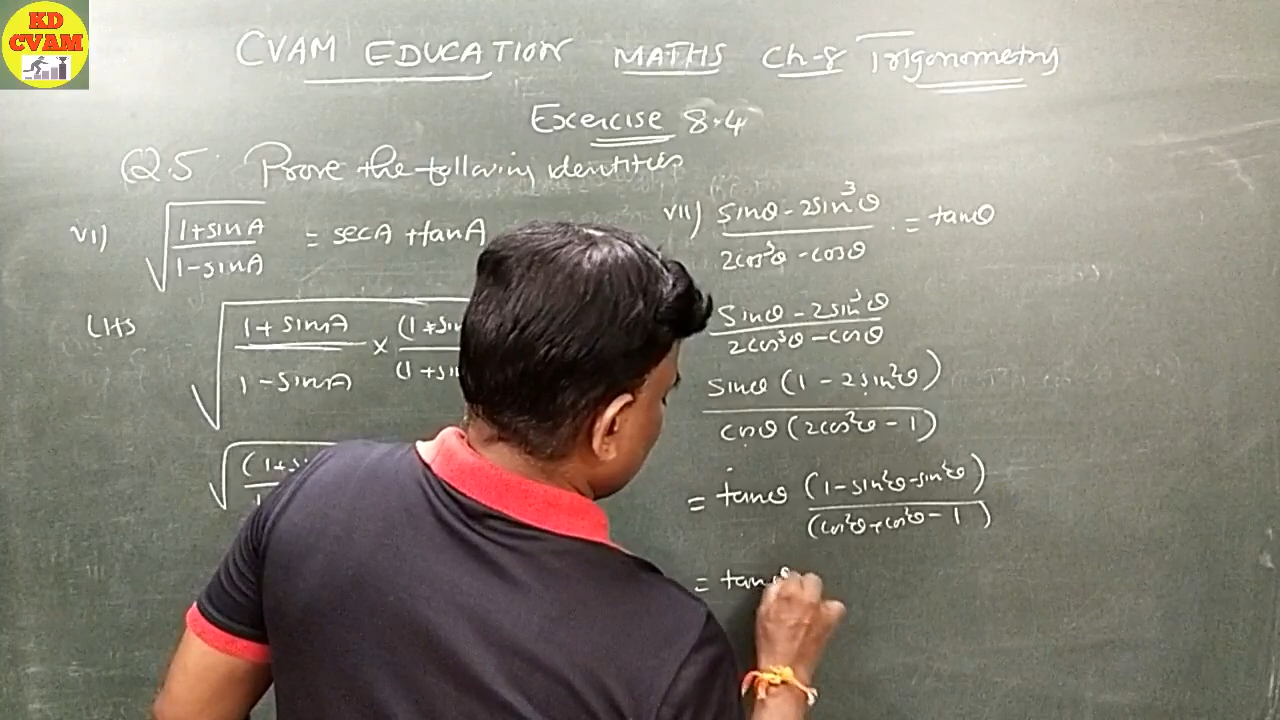 KD
CVAM
CVAM EDUCATION MATHS Ch-8 Trigonometry
Exercise 8.4
Q.5. Prove the following identities
VI) √((1+sinA)/(1-sinA)) = secA + tanA
LHS √((1+sinA)/(1-sinA) × (1+sin/(1+sin
√((1+s
VII) (sinθ - 2sin³θ)/(2cos³θ - cosθ) = tanθ
(sinθ - 2sin³θ)/(2cos³θ - cosθ)
sinθ(1 - 2sin²θ)/cosθ(2cos²θ - 1)
= tanθ (1 - sin²θ - sin²θ)/(cos²θ + cos²θ - 1)
= tanθ